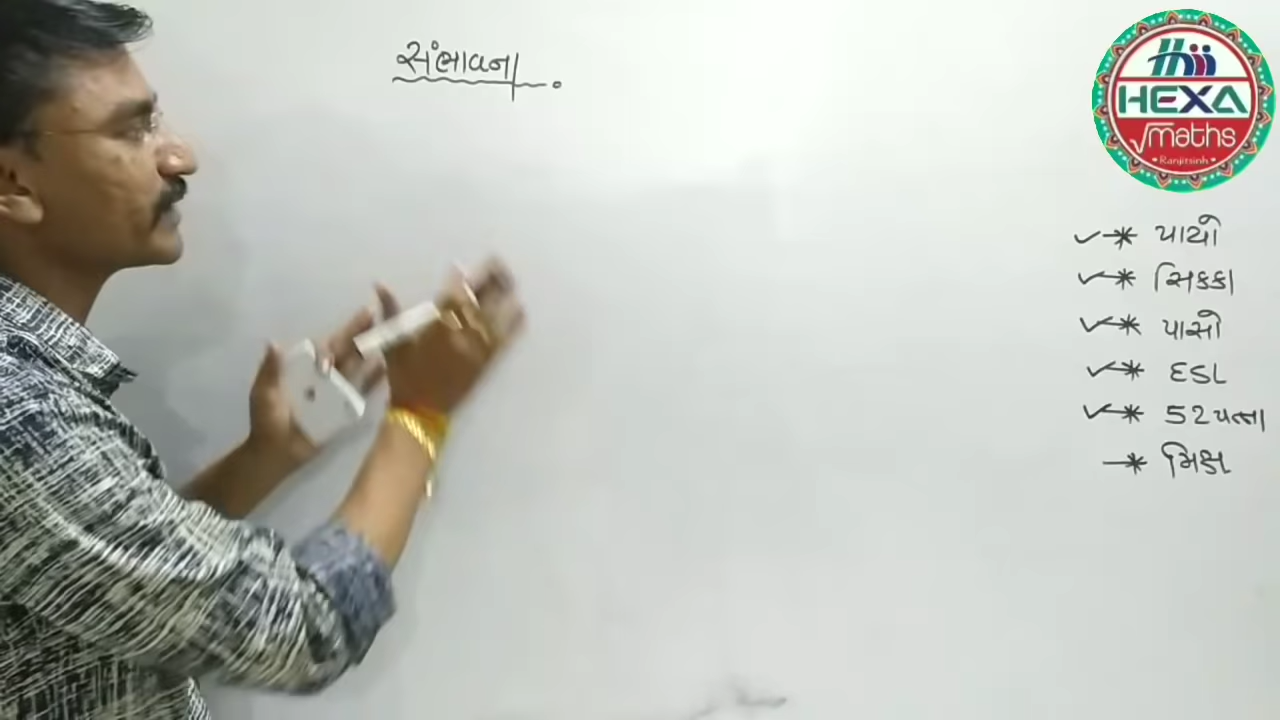 સંભાવના
HEXA
maths
Ranjitsinh
પાયો
સિક્કા
પાસો
દડા
52 પત્તા
મિક્ષ